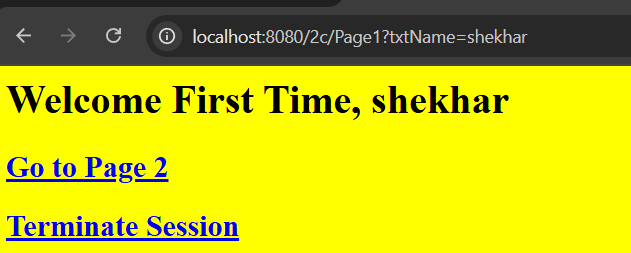 localhost:8080/2c/Page1?txtName=shekhar
Welcome First Time, shekhar
Go to Page 2
Terminate Session